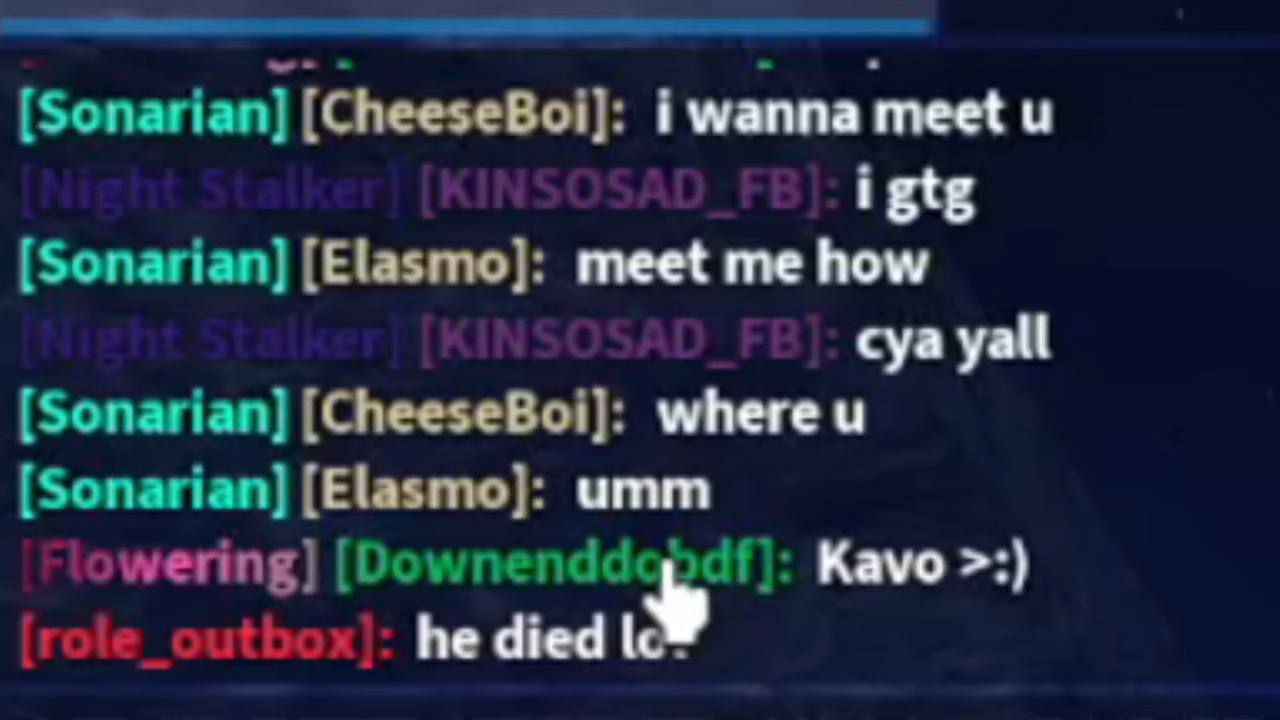 [Sonarian] [CheeseBoi]: i wanna meet u
[Night Stalker] [KINSOSAD_FB]: i gtg
[Sonarian] [Elasmo]: meet me how
[Night Stalker] [KINSOSAD_FB]: cya yall
[Sonarian] [CheeseBoi]: where u
[Sonarian] [Elasmo]: umm
[Flowering] Kavo >:)
[role_outbox]: he died